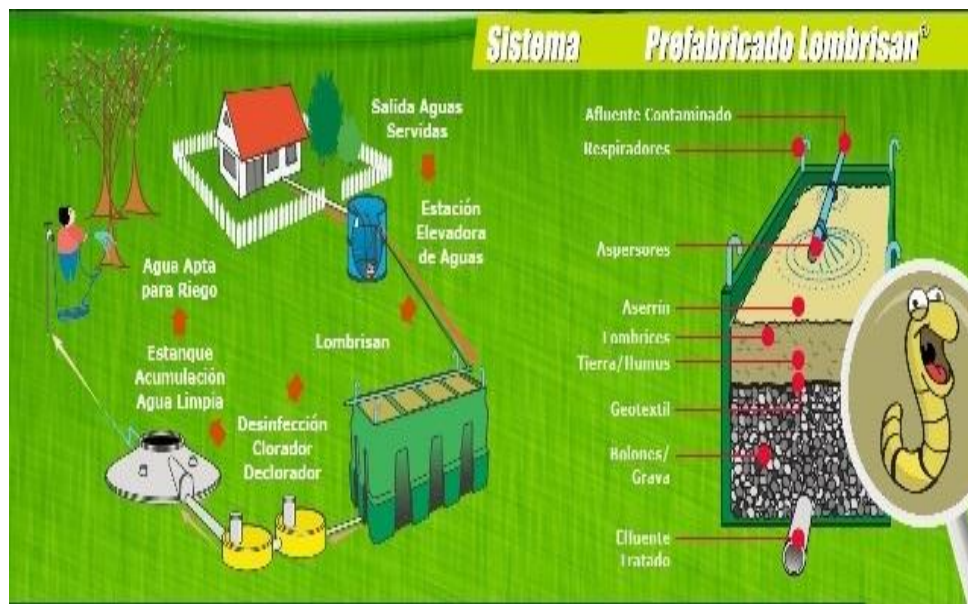 Sistema Prefabricado Lombrisan®
Salida Aguas
Servidas
Estación
Elevadora
de Aguas
Lombrisan
Agua Apta
para Riego
Estanque
Acumulación
Agua Limpia
Desinfección
Clorador
Declorador
Afluente Contaminado
Respiradores
Aspersores
Aserrín
Lombrices
Tierra/Humus
Geotextil
Bolones/
Grava
Efluente
Tratado